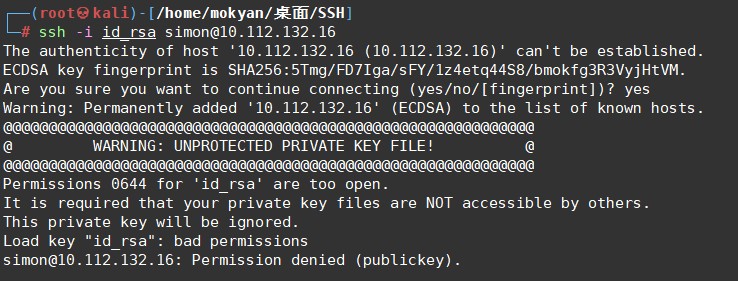 ┌──(root㉿kali)-[/home/mokyan/桌面/SSH]
└─# ssh -i id_rsa simon@10.112.132.16
The authenticity of host '10.112.132.16 (10.112.132.16)' can't be established.
ECDSA key fingerprint is SHA256:5Tmg/FD7Iga/sFY/1z4etq44S8/bmokfg3R3VyjHtVM.
Are you sure you want to continue connecting (yes/no/[fingerprint])? yes
Warning: Permanently added '10.112.132.16' (ECDSA) to the list of known hosts.
@@@@@@@@@@@@@@@@@@@@@@@@@@@@@@@@@@@@@@@@@@@@@@@@@@@@@@@@@@@
@         WARNING: UNPROTECTED PRIVATE KEY FILE!          @
@@@@@@@@@@@@@@@@@@@@@@@@@@@@@@@@@@@@@@@@@@@@@@@@@@@@@@@@@@@
Permissions 0644 for 'id_rsa' are too open.
It is required that your private key files are NOT accessible by others.
This private key will be ignored.
Load key "id_rsa": bad permissions
simon@10.112.132.16: Permission denied (publickey).